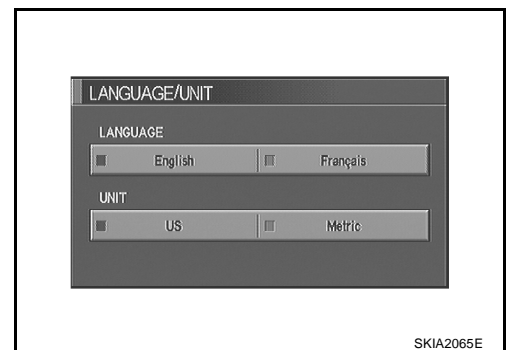 LANGUAGE/UNIT
LANGUAGE
English Français
UNIT
US Metric
SKIA2065E